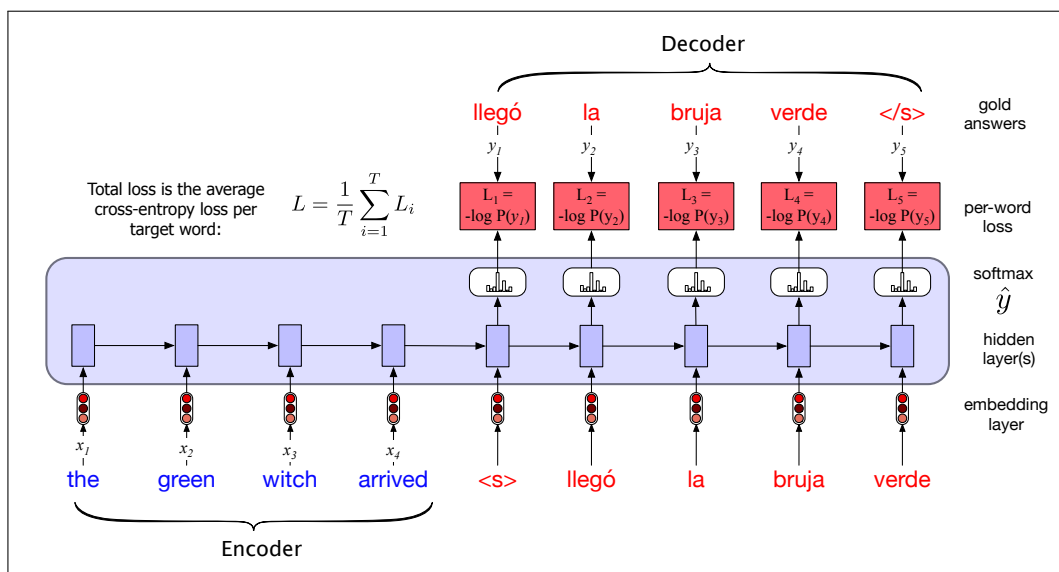 Decoder
llegó la bruja verde </s>
gold
answers
y1 y2 y3 y4 y5
Total loss is the average
cross-entropy loss per
target word:
L = 1/T ∑ i=1 T Li
L1 =
-log P(y1)
L2 =
-log P(y2)
L3 =
-log P(y3)
L4 =
-log P(y4)
L5 =
-log P(y5)
per-word
loss
softmax
ŷ
hidden
layer(s)
embedding
layer
x1 x2 x3 x4
the green witch arrived <s> llegó la bruja verde
Encoder